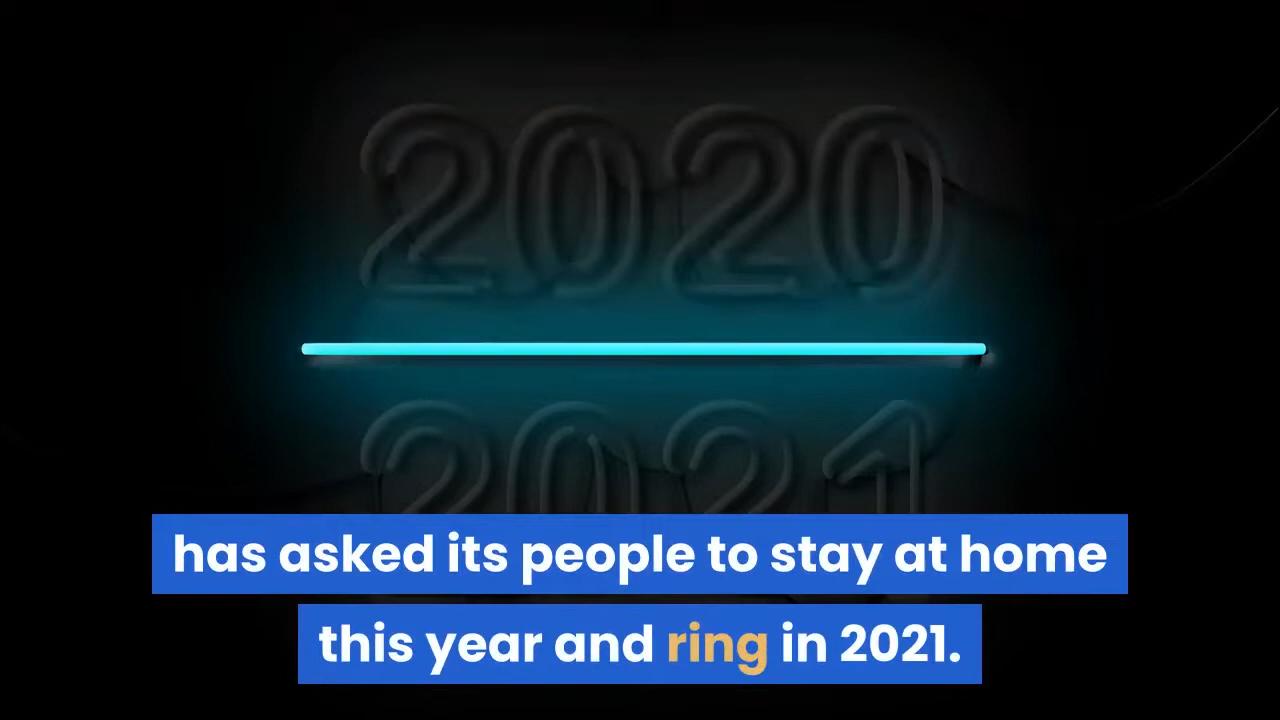 2020
2021
has asked its people to stay at home
this year and ring in 2021.